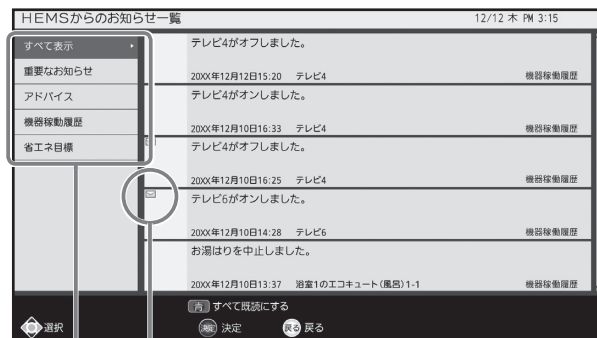 HEMSからのお知らせ一覧
12/12 木 PM 3:15
すべて表示
重要なお知らせ
アドバイス
機器稼動履歴
省エネ目標
テレビ4がオフしました。
20XX年12月12日15:20 テレビ4 機器稼動履歴
テレビ4がオンしました。
20XX年12月10日16:33 テレビ4 機器稼動履歴
テレビ4がオフしました。
20XX年12月10日16:25 テレビ4 機器稼動履歴
テレビ6がオンしました。
20XX年12月10日14:28 テレビ6 機器稼動履歴
お湯はりを中止しました。
20XX年12月10日13:37 浴室1のエコキュート(風呂)1-1 機器稼動履歴
青 すべて既読にする
選択 決定 決定 戻る 戻る